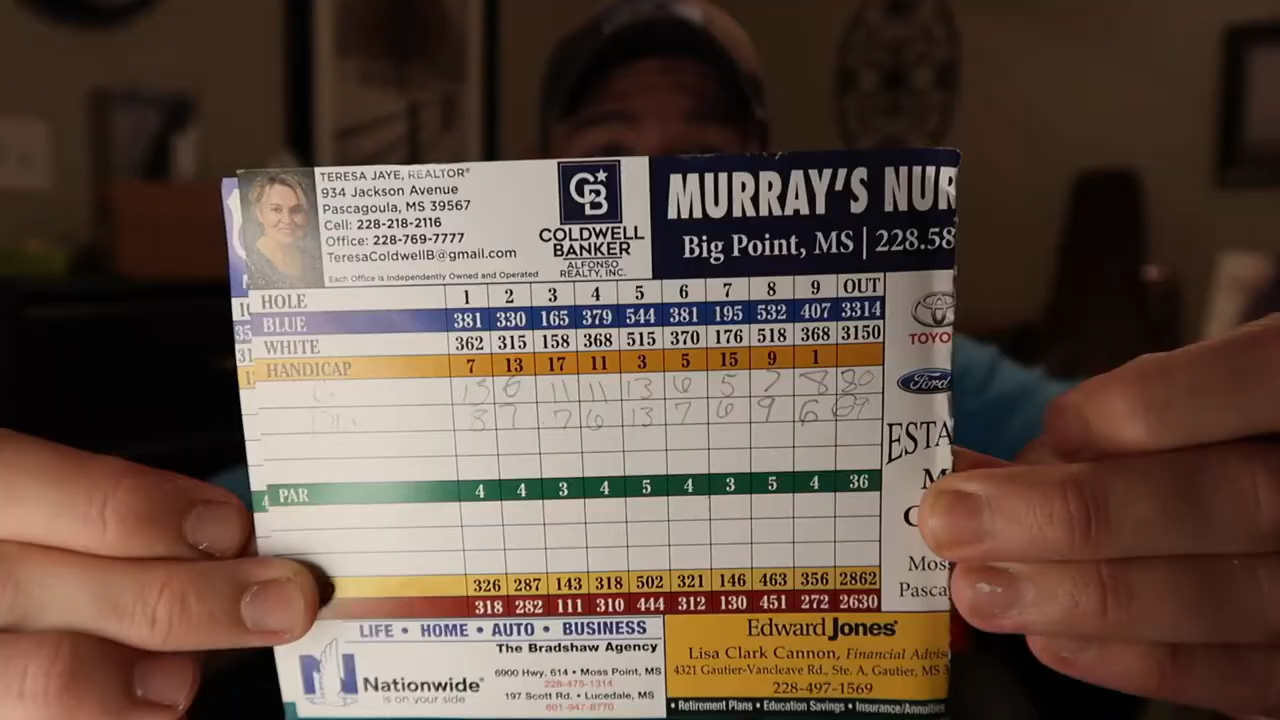 TERESA JAYE, REALTOR®
934 Jackson Avenue
Pascagoula, MS 39567
Cell: 228-218-2116
Office: 228-769-7777
TeresaColdwellB@gmail.com
Each Office is Independently Owned and Operated
CB
COLDWELL
BANKER
ALFONSO
REALTY, INC.
MURRAY'S NUR
Big Point, MS | 228.58
HOLE 1 2 3 4 5 6 7 8 9 OUT
BLUE 381 330 165 379 544 381 195 532 407 3314
WHITE 362 315 158 368 515 370 176 518 368 3150
HANDICAP 7 13 17 11 3 5 15 9 1
13 6 11 11 13 6 5 7 8 80
8 7 7 6 13 7 6 9 6 69
PAR 4 4 3 4 5 4 3 5 4 36
326 287 143 318 502 321 146 463 356 2862
318 282 111 310 444 312 130 451 272 2630
TOYO
Ford
ESTA
M
C
Moss
Pasca
LIFE • HOME • AUTO • BUSINESS
The Bradshaw Agency
6900 Hwy. 614 • Moss Point, MS
228-475-1314
197 Scott Rd. • Lucedale, MS
601-947-8770
N
Nationwide®
is on your side
Edward Jones®
Lisa Clark Cannon, Financial Advis
4321 Gautier-Vancleave Rd., Ste. A, Gautier, MS 3
228-497-1569
• Retirement Plans • Education Savings • Insurance/Annuities